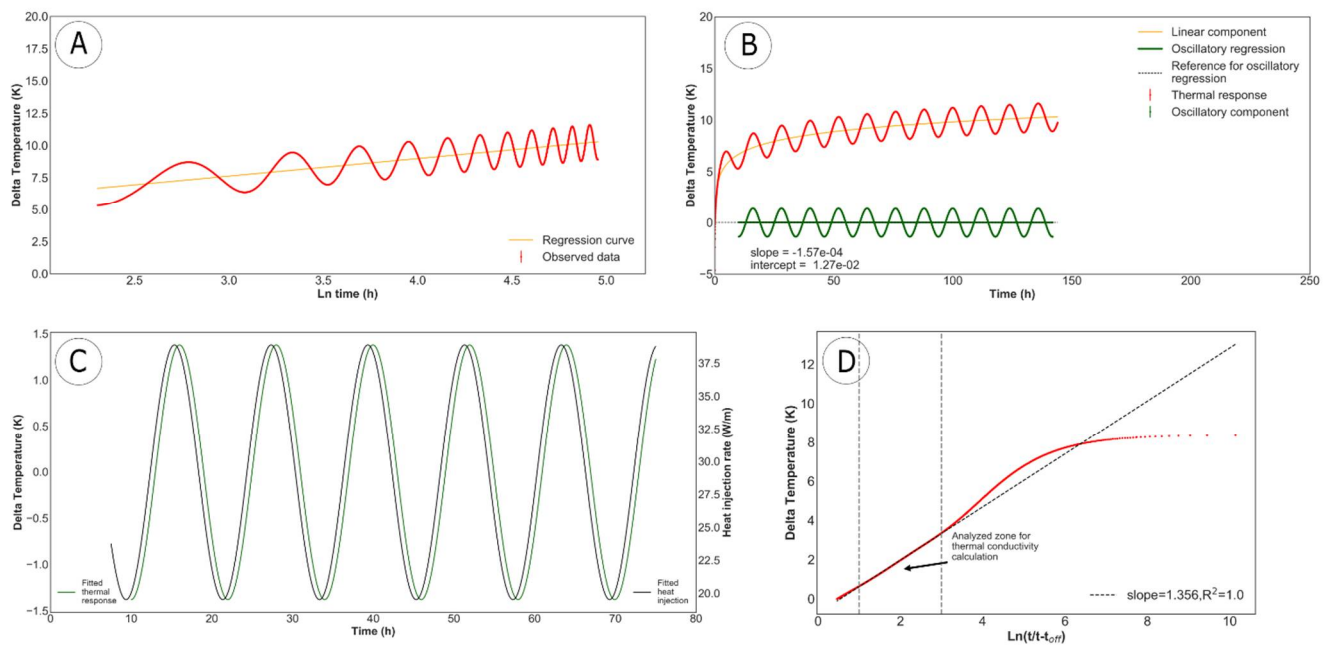 A
20.0
17.5
15.0
12.5
10.0
7.5
5.0
2.5
0.0
Delta Temperature (K)
2.5
3.0
3.5
4.0
4.5
5.0
Ln time (h)
Regression curve
Observed data
B
20
15
10
5
0
−5
Delta Temperature (K)
0
50
100
150
200
250
Time (h)
Linear component
Oscillatory regression
Reference for oscillatory
regression
Thermal response
Oscillatory component
slope = -1.57e-04
intercept = 1.27e-02
C
1.5
1.0
0.5
0.0
−0.5
−1.0
−1.5
Delta Temperature (K)
10
20
30
40
50
60
70
80
Time (h)
37.5
35.0
32.5
30.0
27.5
25.0
22.5
20.0
Heat injection rate (W/m)
Fitted
thermal
response
Fitted
heat
injection
D
12
10
8
6
4
2
0
Delta Temperature (K)
0
2
4
6
8
10
Ln(t/t-toff)
Analyzed zone for
thermal conductivity
calculation
slope=1.356,R²=1.0